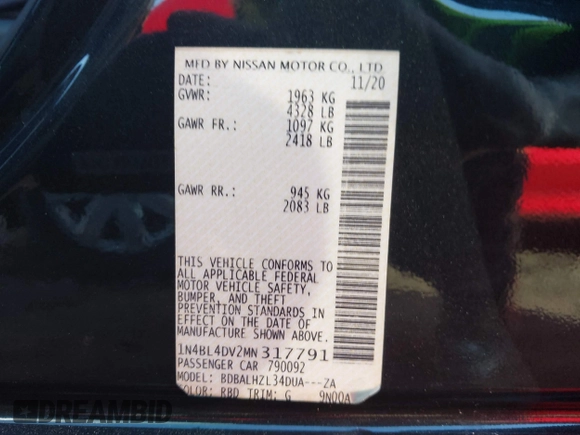 MFD BY NISSAN MOTOR CO., LTD.
DATE: 11/20
GVWR: 1963 KG
4328 LB
GAWR FR.: 1097 KG
2418 LB
GAWR RR.: 945 KG
2083 LB
THIS VEHICLE CONFORMS TO
ALL APPLICABLE FEDERAL
MOTOR VEHICLE SAFETY,
BUMPER, AND THEFT
PREVENTION STANDARDS IN
EFFECT ON THE DATE OF
MANUFACTURE SHOWN ABOVE.
1N4BL4DV2MN317791
PASSENGER CAR 790092
MODEL: BDBALHZL34DUA---ZA
COLOR: RBD TRIM: G 9N00A
DREAMBID